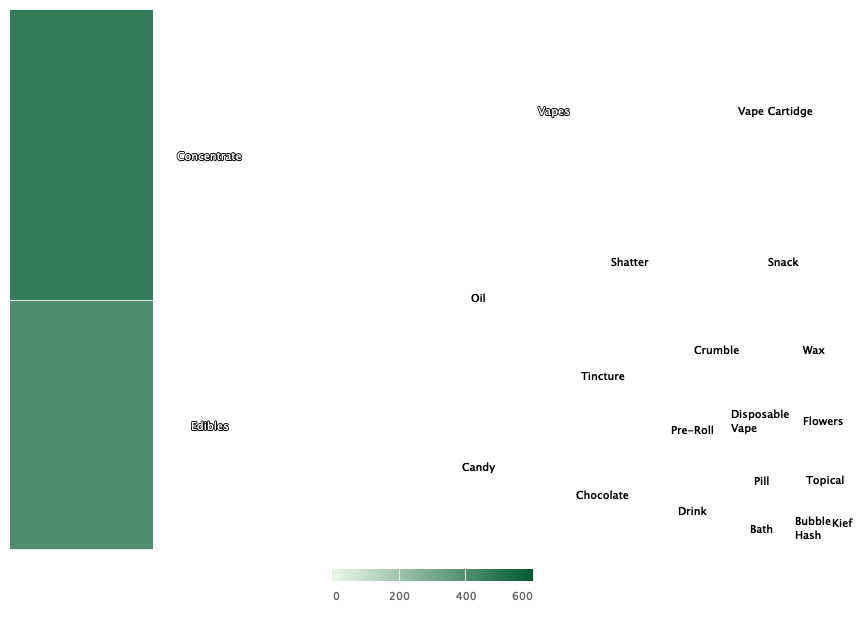 Vapes
Vape Cartidge
Concentrate
Shatter
Snack
Oil
Crumble
Wax
Tincture
Disposable
Vape
Flowers
Pre-Roll
Edibles
Candy
Pill
Topical
Chocolate
Drink
Bubble
Hash
Kief
Bath
0 200 400 600